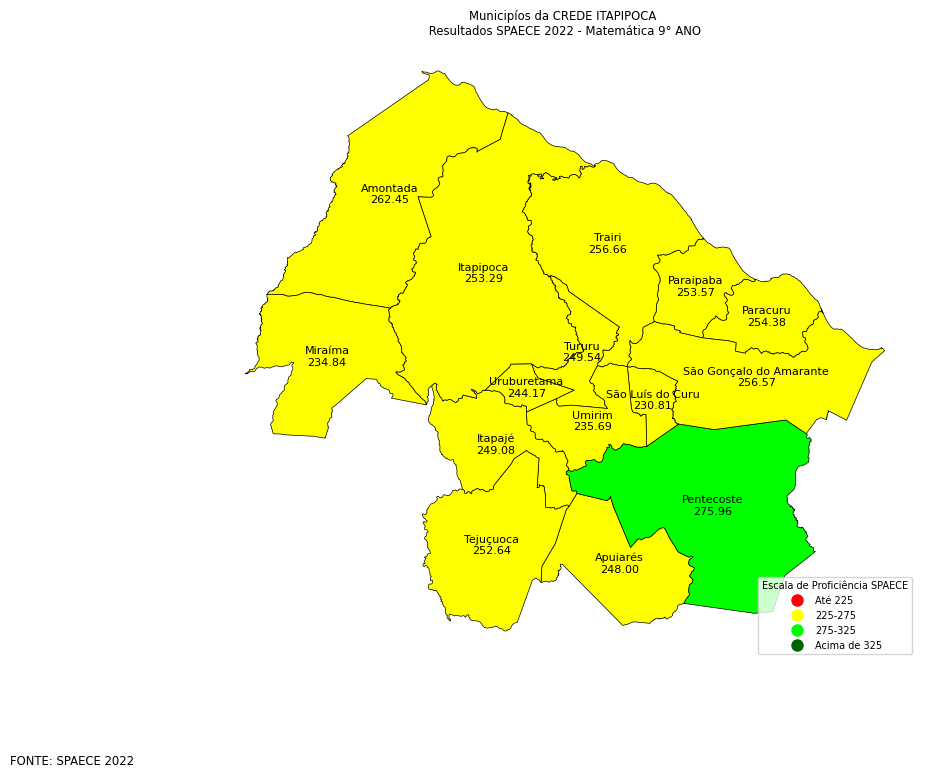 Municipíos da CREDE ITAPIPOCA
Resultados SPAECE 2022 - Matemática 9° ANO
Amontada
262.45
Trairi
256.66
Itapipoca
253.29
Paraipaba
253.57
Paracuru
254.38
Miraíma
234.84
Tururu
249.54
São Gonçalo do Amarante
256.57
Uruburetama
244.17
São Luís do Curu
230.81
Umirim
235.69
Itapajé
249.08
Pentecoste
275.96
Tejuçuoca
252.64
Apuiarés
248.00
Escala de Proficiência SPAECE
Até 225
225-275
275-325
Acima de 325
FONTE: SPAECE 2022